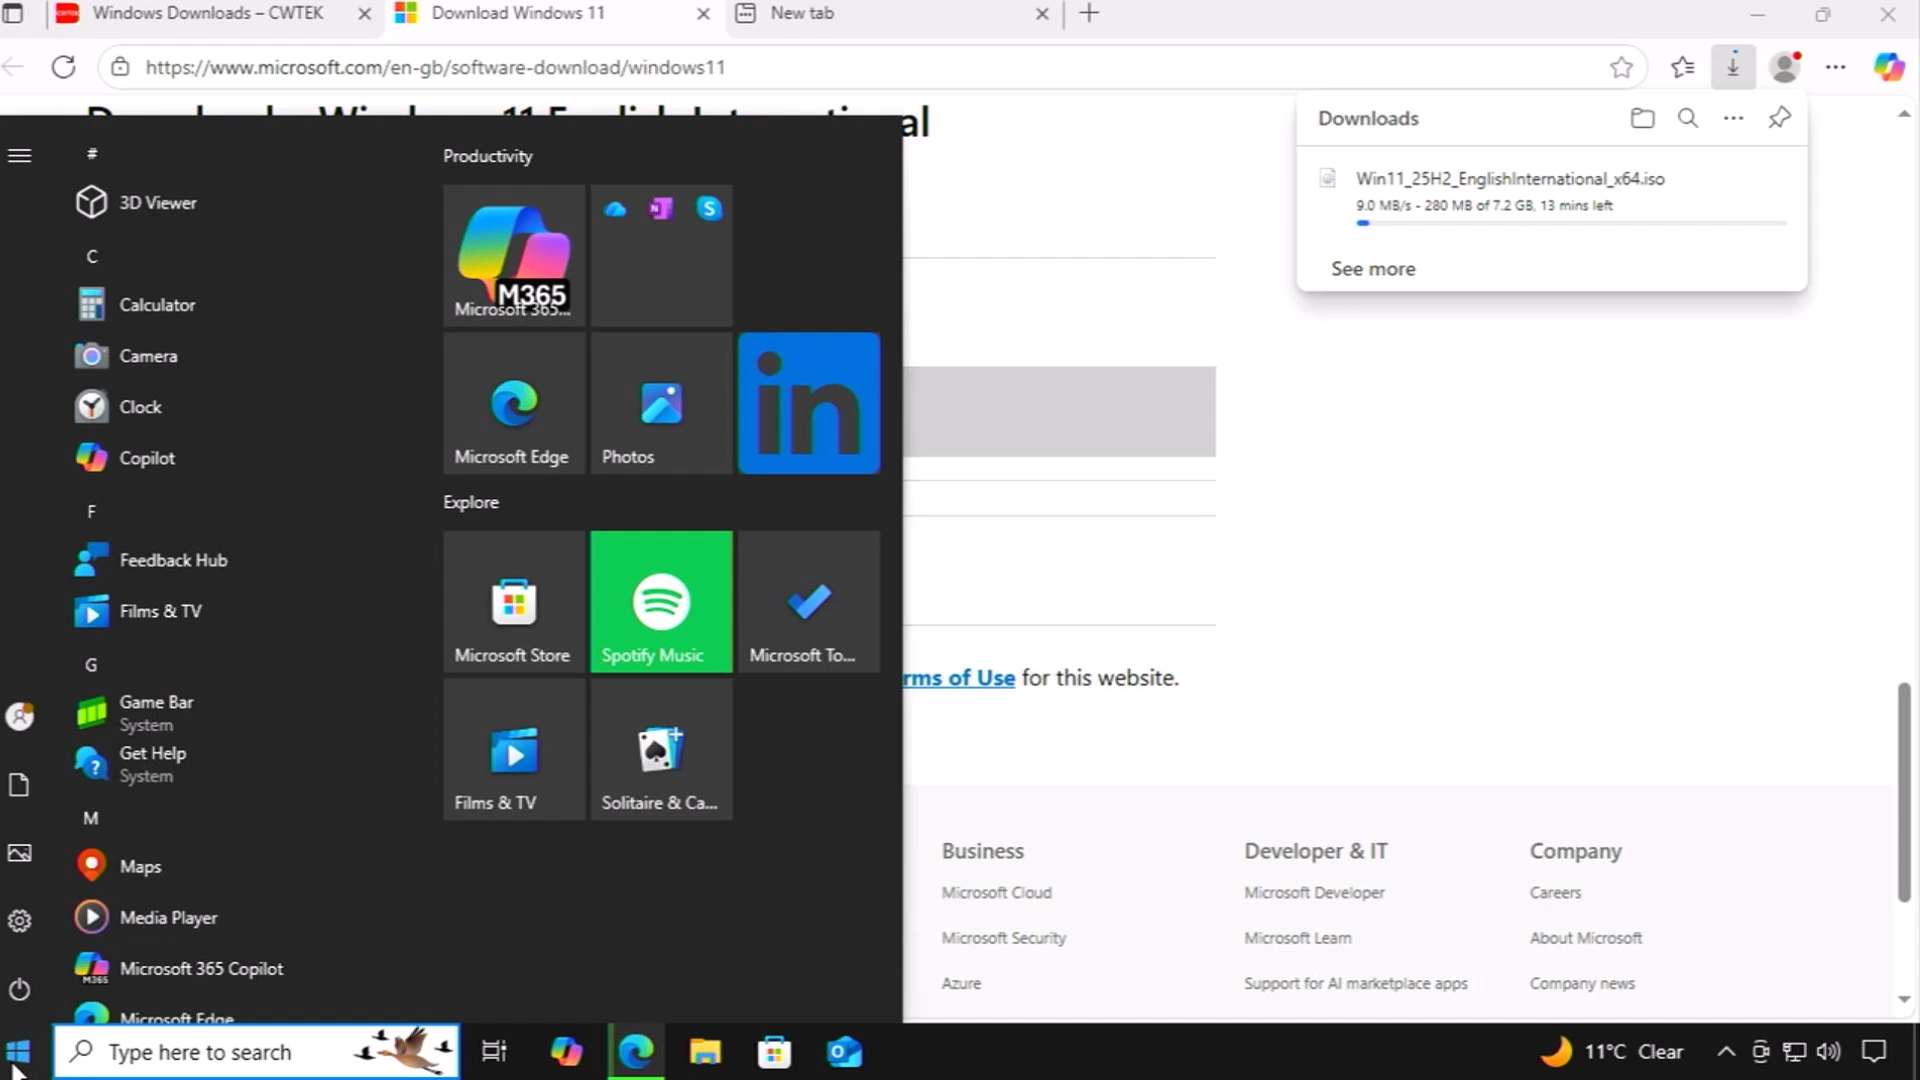 Windows Downloads – CWTEK
Download Windows 11
New tab
https://www.microsoft.com/en-gb/software-download/windows11
Downloads
Win11_25H2_EnglishInternational_x64.iso
9.0 MB/s - 280 MB of 7.2 GB, 13 mins left
See more
#
3D Viewer
C
Calculator
Camera
Clock
Copilot
F
Feedback Hub
Films & TV
G
Game Bar
System
Get Help
System
M
Maps
Media Player
Microsoft 365 Copilot
Microsoft Edge
Productivity
M365
Microsoft 365...
Microsoft Edge
Photos
in
Explore
Microsoft Store
Spotify Music
Microsoft To...
Films & TV
Solitaire & Ca...
rms of Use for this website.
Business
Microsoft Cloud
Microsoft Security
Azure
Developer & IT
Microsoft Developer
Microsoft Learn
Support for AI marketplace apps
Company
Careers
About Microsoft
Company news
Type here to search
11°C Clear